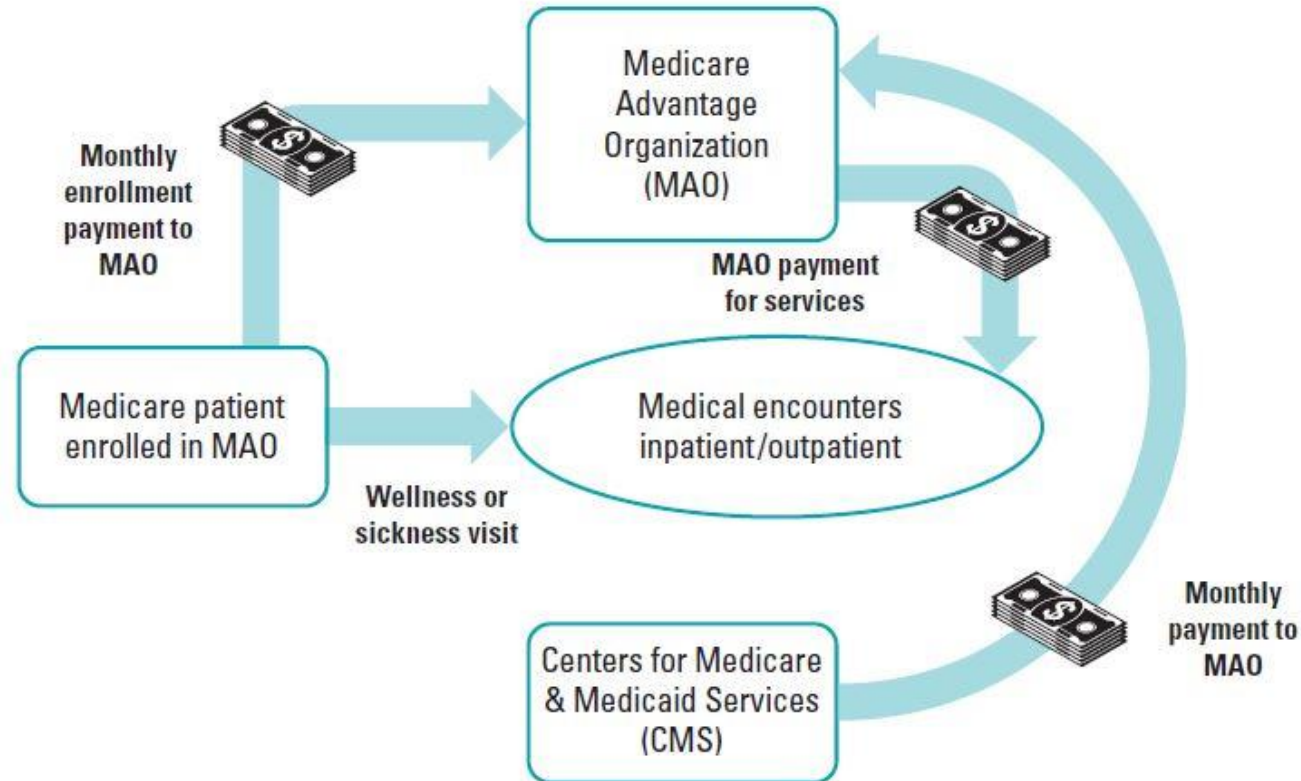 Medicare
Advantage
Organization
(MAO)
Monthly
enrollment
payment to
MAO
MAO payment
for services
Medicare patient
enrolled in MAO
Medical encounters
inpatient/outpatient
Wellness or
sickness visit
Centers for Medicare
& Medicaid Services
(CMS)
Monthly
payment to
MAO